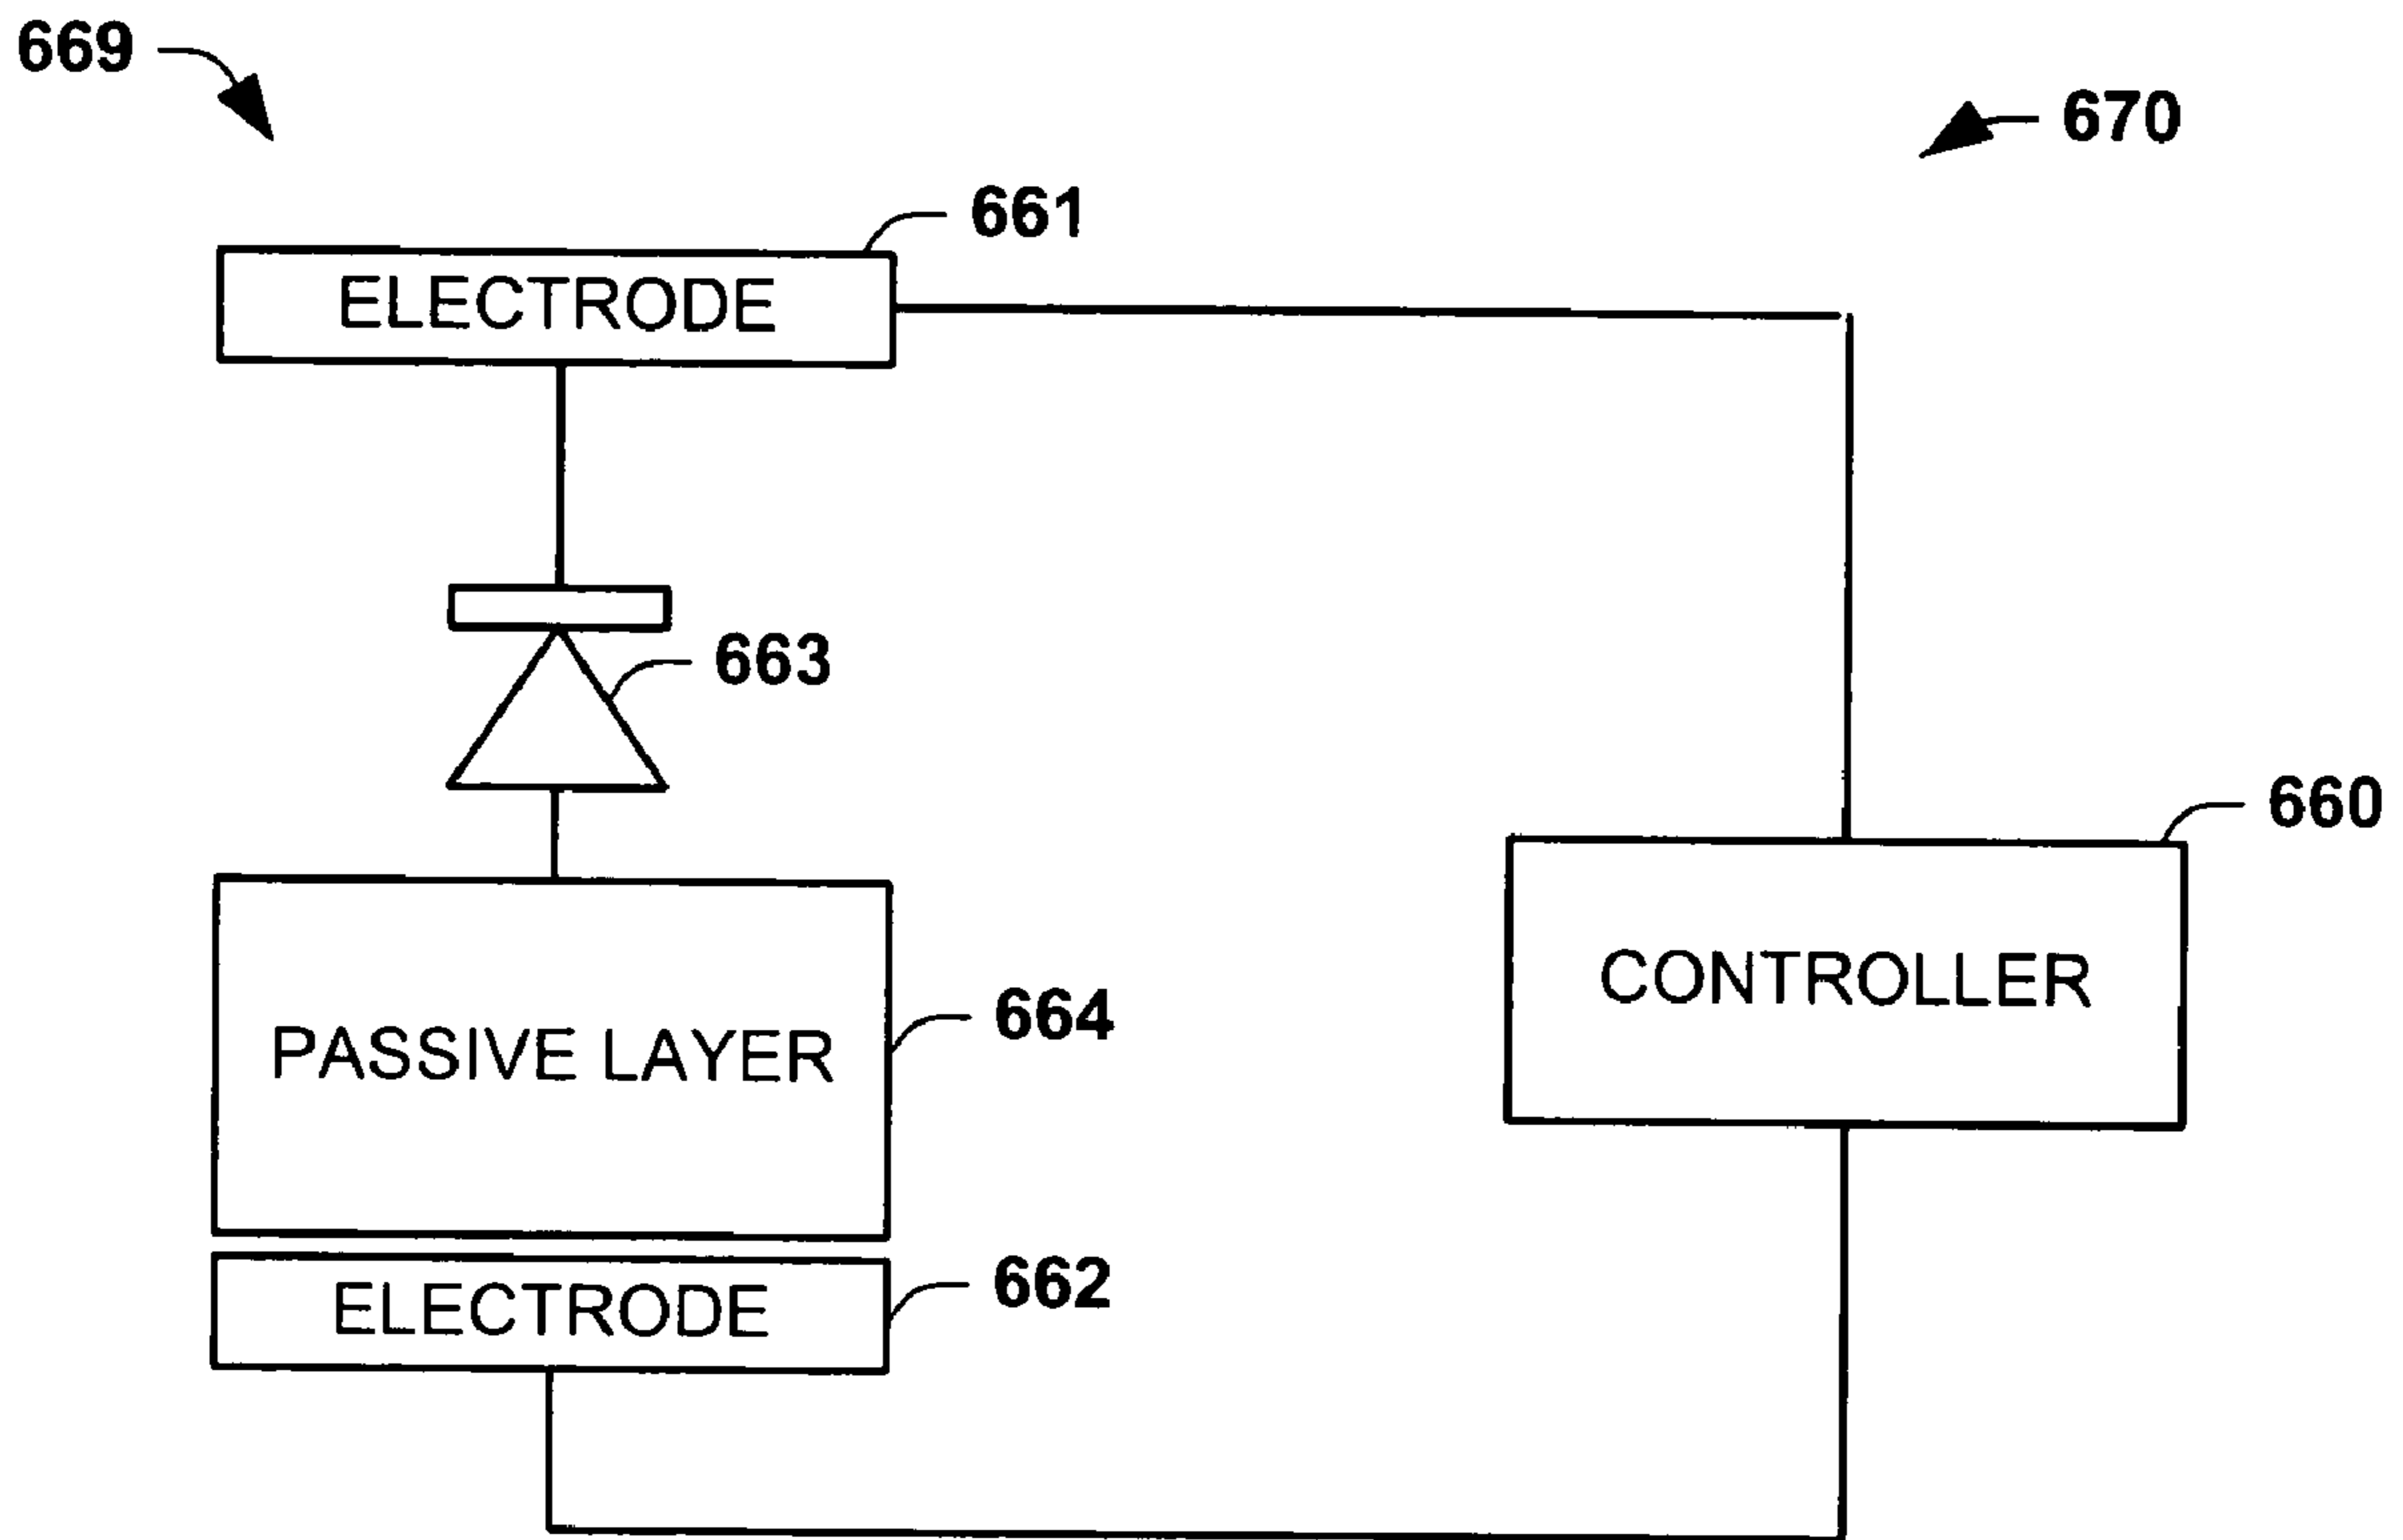 669
670
661
ELECTRODE
663
660
CONTROLLER
664
PASSIVE LAYER
662
ELECTRODE